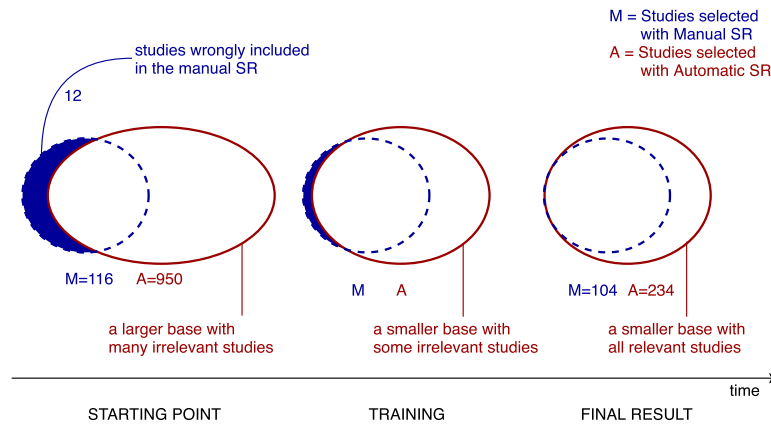 M = Studies selected
with Manual SR
A = Studies selected
with Automatic SR
studies wrongly included
in the manual SR
12
M=116 A=950
M A
M=104 A=234
a larger base with
many irrelevant studies
a smaller base with
some irrelevant studies
a smaller base with
all relevant studies
time
STARTING POINT
TRAINING
FINAL RESULT